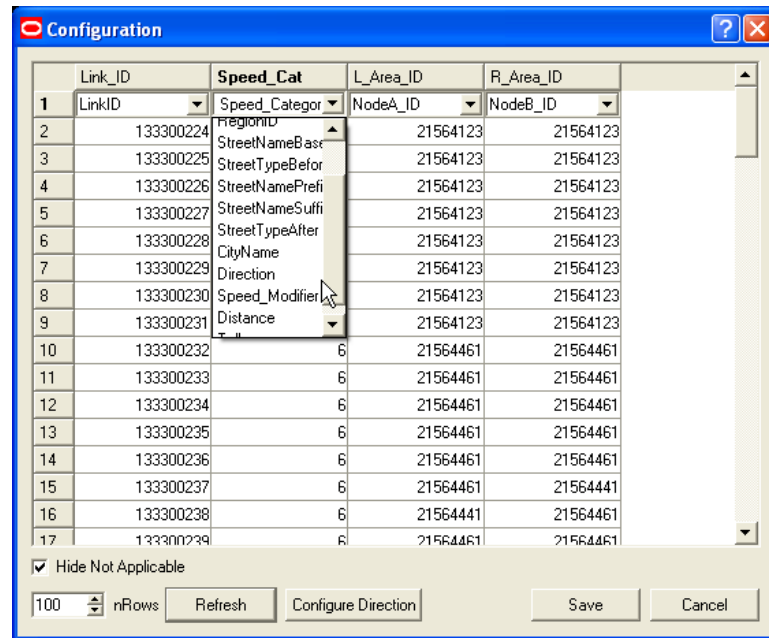 Configuration
Link_ID Speed_Cat L_Area_ID R_Area_ID
1 LinkID Speed_Categor NodeA_ID NodeB_ID
2 133300224 RegionID 21564123 21564123
StreetNameBase
3 133300225 StreetTypeBefor 21564123 21564123
4 133300226 StreetNamePrefi 21564123 21564123
5 133300227 StreetNameSuffi 21564123 21564123
6 133300228 StreetTypeAfter 21564123 21564123
CityName
7 133300229 Direction 21564123 21564123
8 133300230 Speed_Modifier 21564123 21564123
9 133300231 Distance 21564123 21564123
10 133300232 6 21564461 21564461
11 133300233 6 21564461 21564461
12 133300234 6 21564461 21564461
13 133300235 6 21564461 21564461
14 133300236 6 21564461 21564461
15 133300237 6 21564461 21564441
16 133300238 6 21564441 21564461
17 133300239 6 21564461 21564461
Hide Not Applicable
100 nRows Refresh Configure Direction Save Cancel